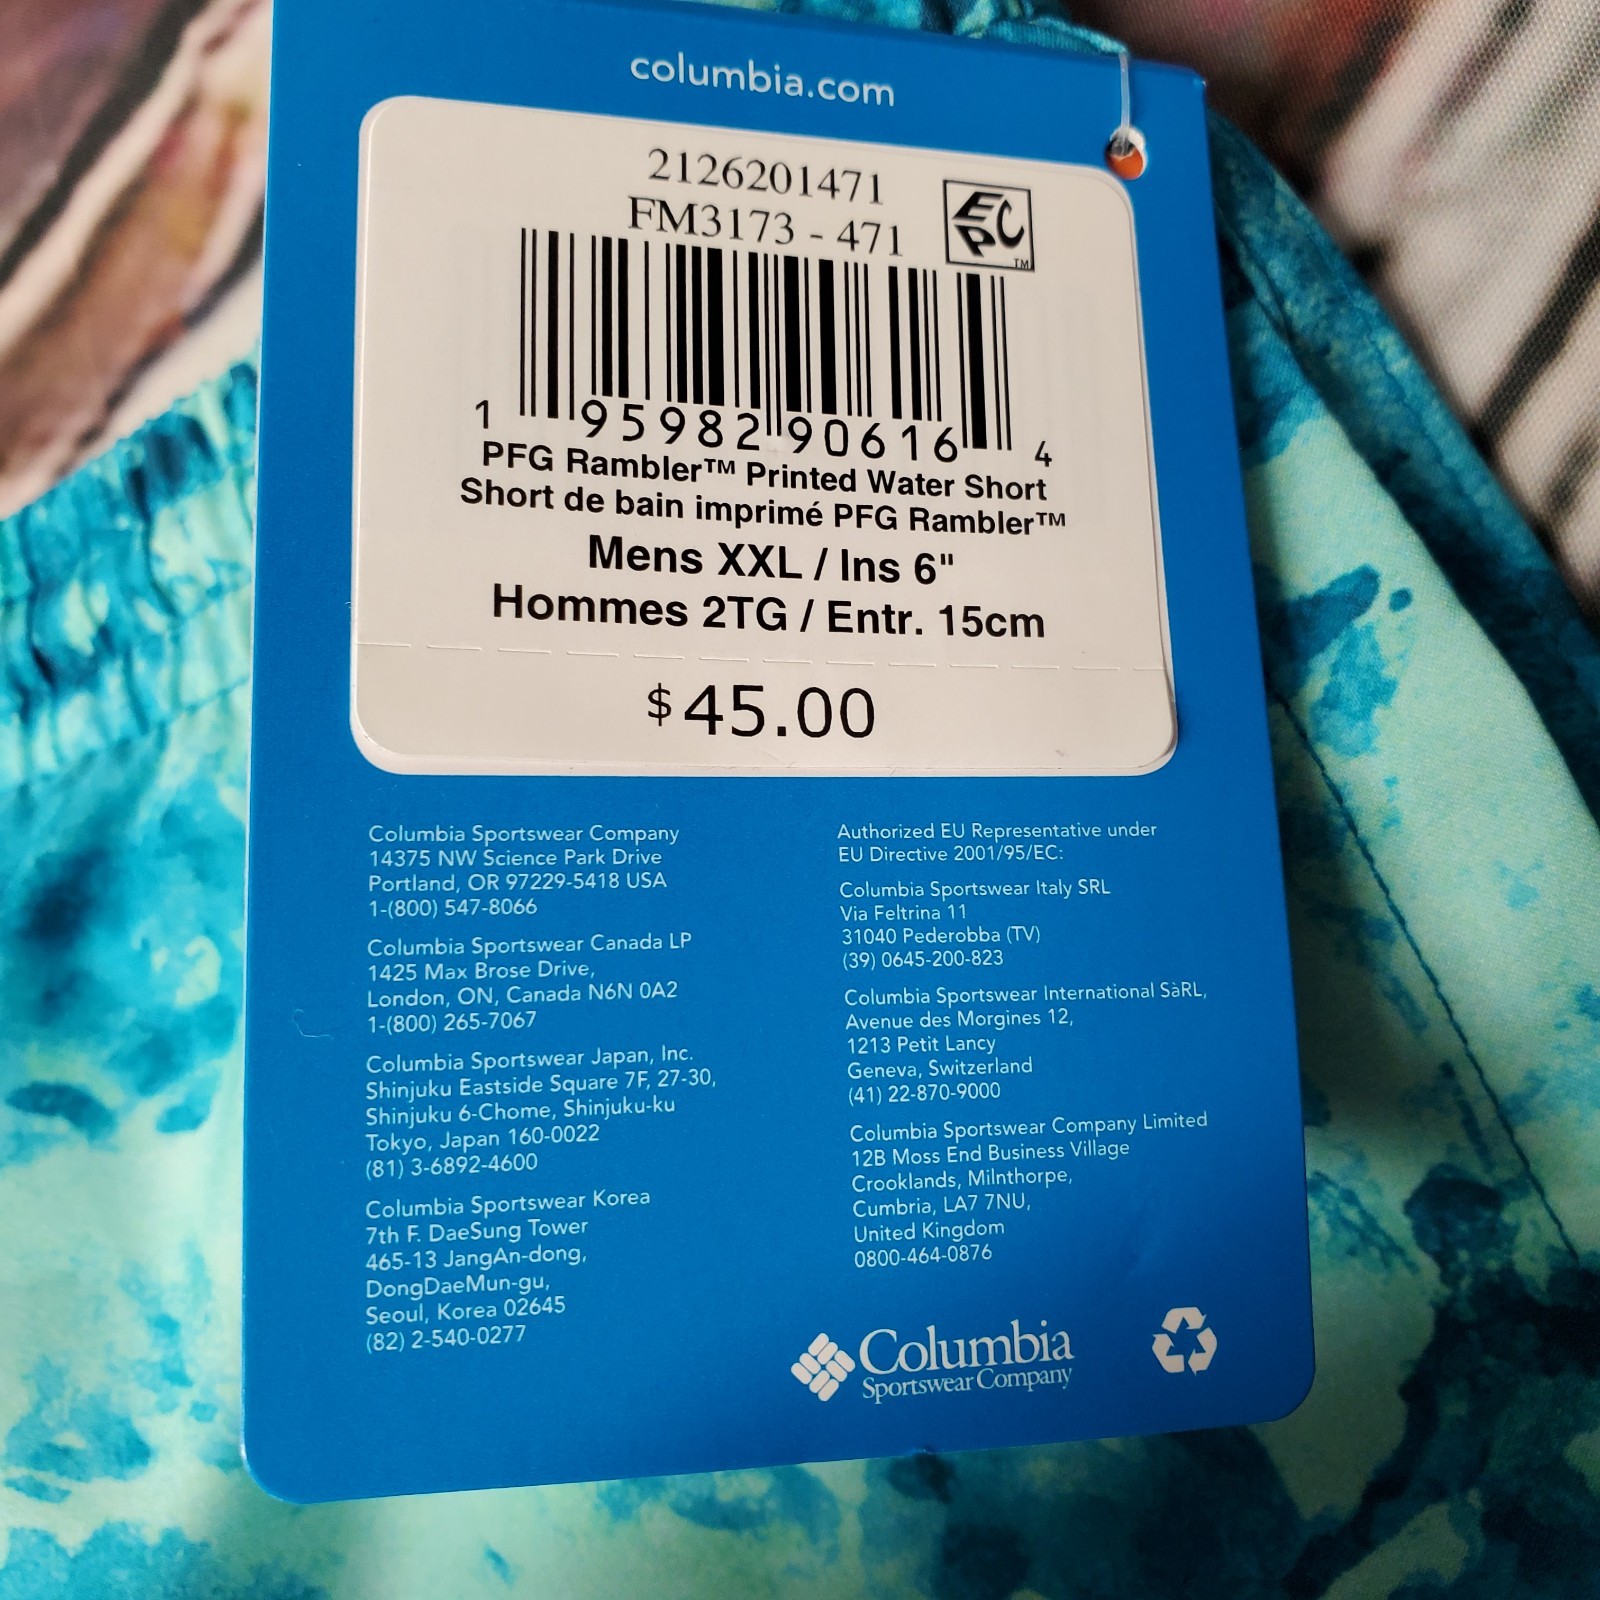 columbia.com
2126201471
FM3173 - 471
EPC
TM
1 95982 90616 4
PFG Rambler™ Printed Water Short
Short de bain imprimé PFG Rambler™
Mens XXL / Ins 6"
Hommes 2TG / Entr. 15cm
$45.00
Columbia Sportswear Company
14375 NW Science Park Drive
Portland, OR 97229-5418 USA
1-(800) 547-8066
Columbia Sportswear Canada LP
1425 Max Brose Drive,
London, ON, Canada N6N 0A2
1-(800) 265-7067
Columbia Sportswear Japan, Inc.
Shinjuku Eastside Square 7F, 27-30,
Shinjuku 6-Chome, Shinjuku-ku
Tokyo, Japan 160-0022
(81) 3-6892-4600
Columbia Sportswear Korea
7th F. DaeSung Tower
465-13 JangAn-dong,
DongDaeMun-gu,
Seoul, Korea 02645
(82) 2-540-0277
Authorized EU Representative under
EU Directive 2001/95/EC:
Columbia Sportswear Italy SRL
Via Feltrina 11
31040 Pederobba (TV)
(39) 0645-200-823
Columbia Sportswear International SàRL,
Avenue des Morgines 12,
1213 Petit Lancy
Geneva, Switzerland
(41) 22-870-9000
Columbia Sportswear Company Limited
12B Moss End Business Village
Crooklands, Milnthorpe,
Cumbria, LA7 7NU,
United Kingdom
0800-464-0876
Columbia
Sportswear Company